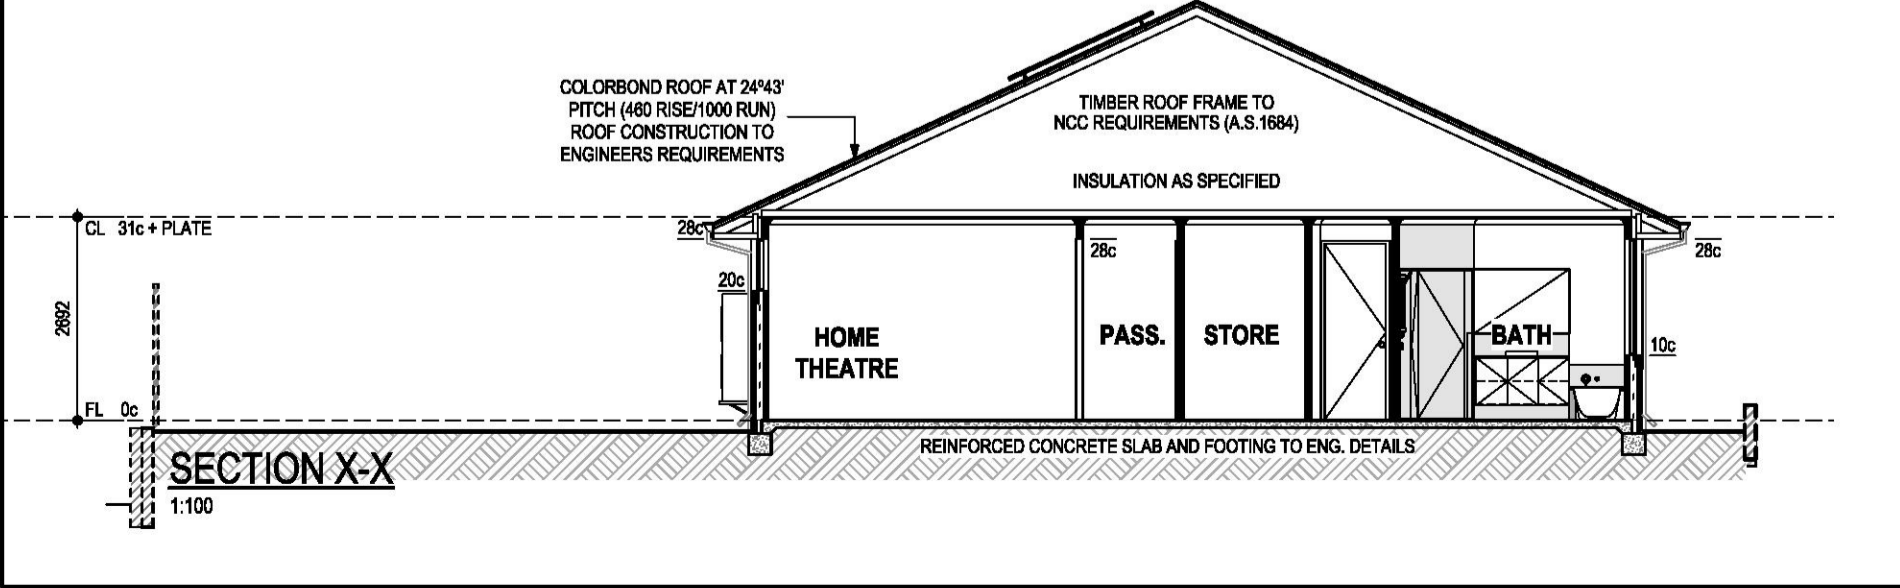 COLORBOND ROOF AT 24º43'
PITCH (460 RISE/1000 RUN)
ROOF CONSTRUCTION TO
ENGINEERS REQUIREMENTS
TIMBER ROOF FRAME TO
NCC REQUIREMENTS (A.S.1684)
INSULATION AS SPECIFIED
CL 31c + PLATE
28c
28c
28c
20c
2692
HOME
THEATRE
PASS.
STORE
BATH
10c
FL 0c
REINFORCED CONCRETE SLAB AND FOOTING TO ENG. DETAILS
SECTION X-X
1:100